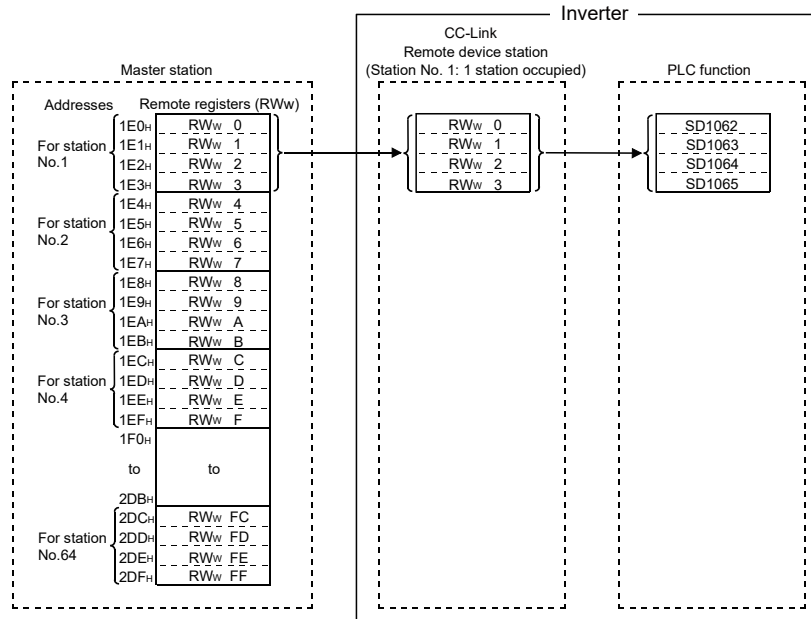 Inverter
CC-Link
Remote device station
(Station No. 1: 1 station occupied)
Master station
PLC function
Addresses
Remote registers (RWw)
For station
No.1
1E0H RWw 0
1E1H RWw 1
1E2H RWw 2
1E3H RWw 3
RWw 0
RWw 1
RWw 2
RWw 3
SD1062
SD1063
SD1064
SD1065
For station
No.2
1E4H RWw 4
1E5H RWw 5
1E6H RWw 6
1E7H RWw 7
For station
No.3
1E8H RWw 8
1E9H RWw 9
1EAH RWw A
1EBH RWw B
For station
No.4
1ECH RWw C
1EDH RWw D
1EEH RWw E
1EFH RWw F
1F0H
to to
2DBH
For station
No.64
2DCH RWw FC
2DDH RWw FD
2DEH RWw FE
2DFH RWw FF